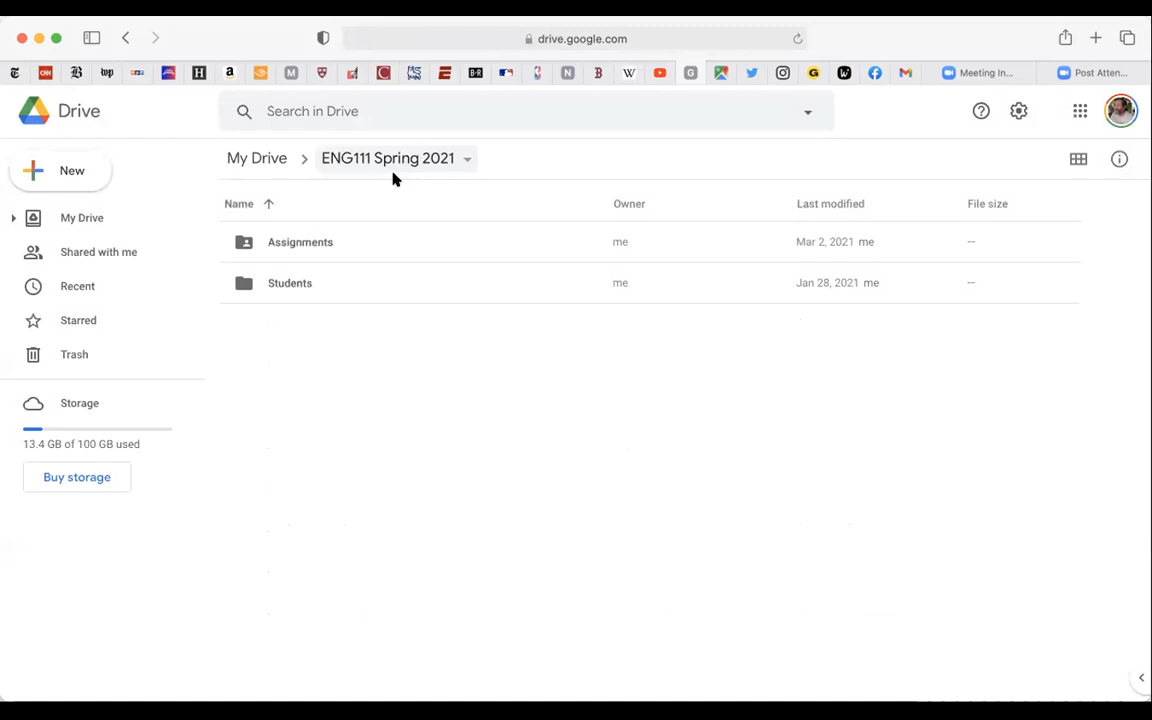 drive.google.com
Meeting In...
Post Atten...
Drive
Search in Drive
New
My Drive
Shared with me
Recent
Starred
Trash
Storage
13.4 GB of 100 GB used
Buy storage
My Drive > ENG111 Spring 2021
Name Owner Last modified File size
Assignments me Mar 2, 2021 me --
Students me Jan 28, 2021 me --